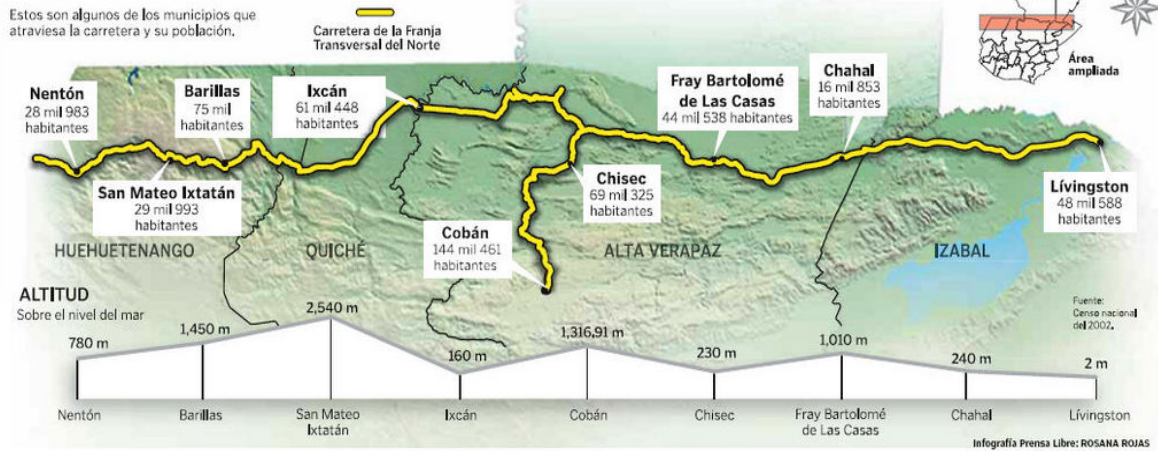 Estos son algunos de los municipios que
atraviesa la carretera y su población.
Carretera de la Franja
Transversal del Norte
Área
ampliada
Nentón
28 mil 983
habitantes
Barillas
75 mil
habitantes
Ixcán
61 mil 448
habitantes
Fray Bartolomé
de Las Casas
44 mil 538 habitantes
Chahal
16 mil 853
habitantes
San Mateo Ixtatán
29 mil 993
habitantes
Cobán
144 mil 461
habitantes
Chisec
69 mil 325
habitantes
Lívingston
48 mil 588
habitantes
HUEHUETENANGO
QUICHÉ
ALTA VERAPAZ
IZABAL
ALTITUD
Sobre el nivel del mar
Fuente:
Censo nacional
del 2002.
780 m
1,450 m
2,540 m
160 m
1,316,91 m
230 m
1,010 m
240 m
2 m
Nentón
Barillas
San Mateo
Ixtatán
Ixcán
Cobán
Chisec
Fray Bartolomé
de Las Casas
Chahal
Lívingston
Infografía Prensa Libre: ROSANA ROJAS